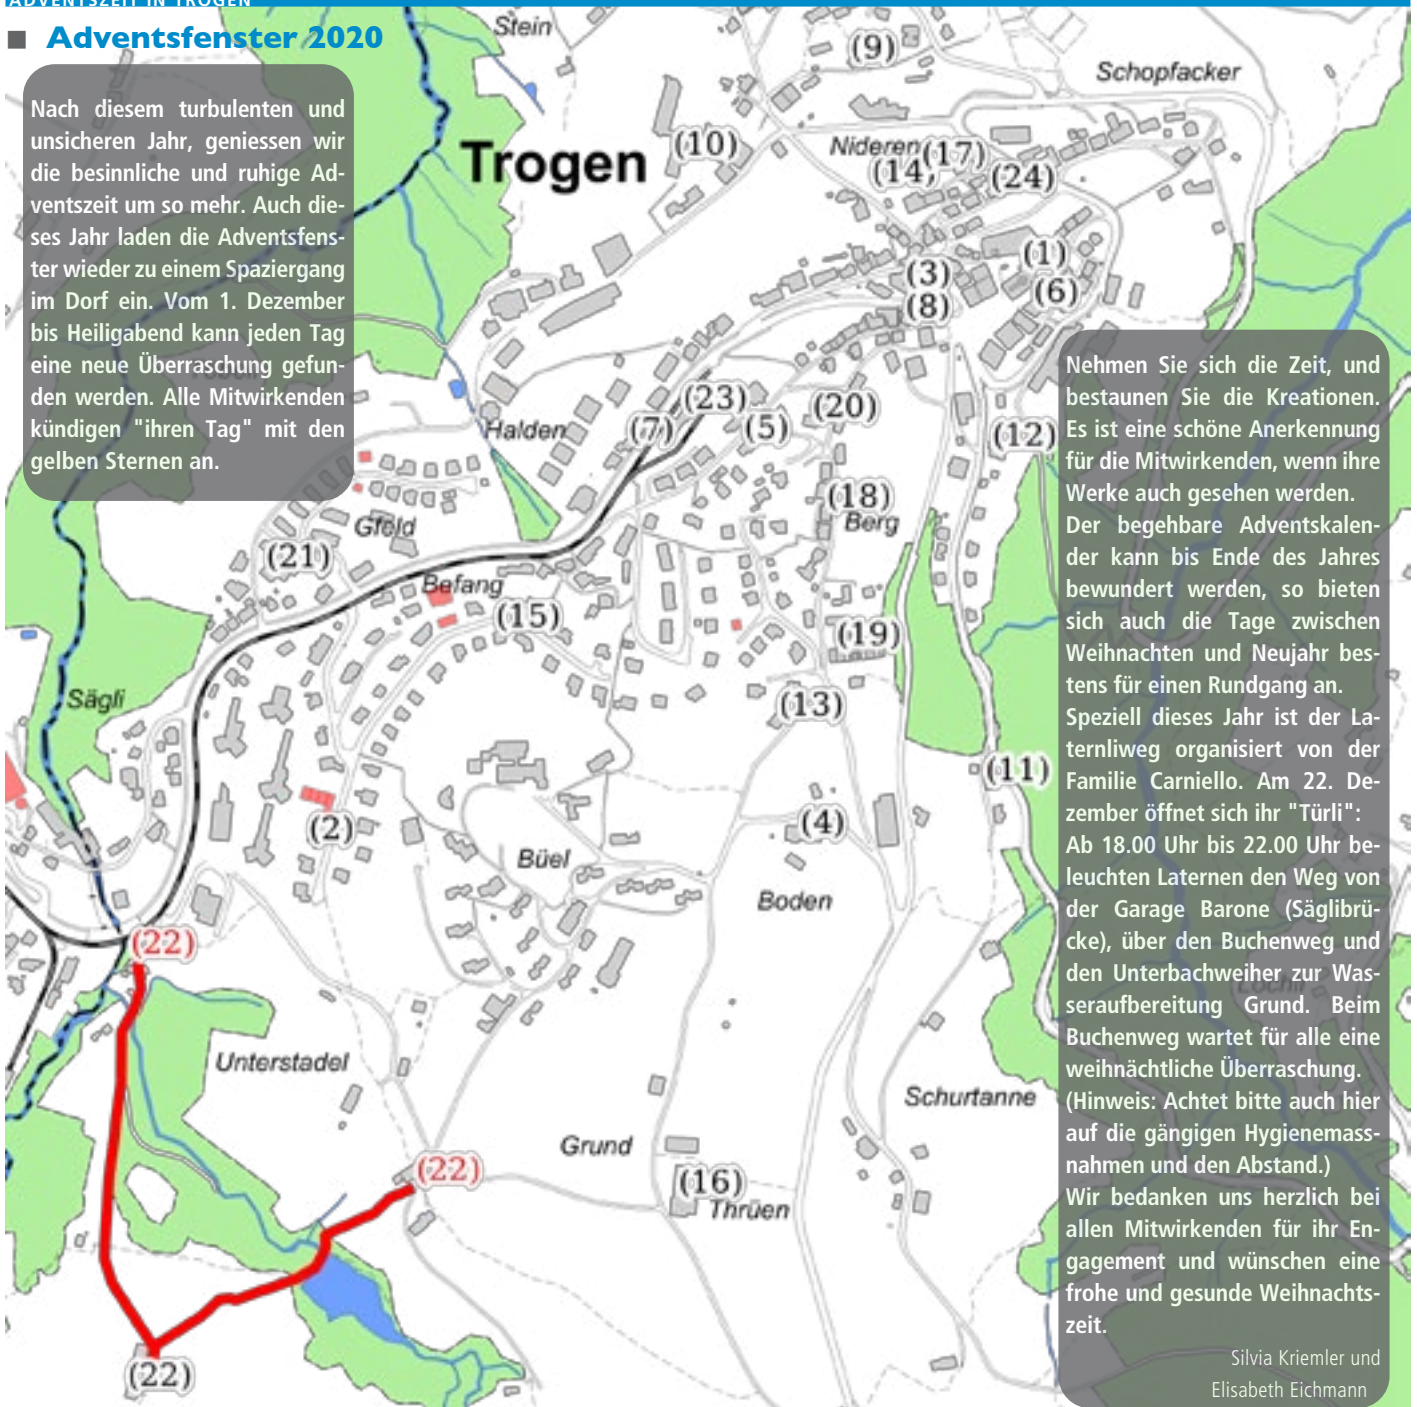 ADVENTSZEIT IN TROGEN
■ Adventsfenster 2020
Nach diesem turbulenten und
unsicheren Jahr, geniessen wir
die besinnliche und ruhige Ad-
ventszeit um so mehr. Auch die-
ses Jahr laden die Adventsfens-
ter wieder zu einem Spaziergang
im Dorf ein. Vom 1. Dezember
bis Heiligabend kann jeden Tag
eine neue Überraschung gefun-
den werden. Alle Mitwirkenden
kündigen "ihren Tag" mit den
gelben Sternen an.
Stein
(9)
Schopfacker
Trogen
(10)
Nideren
(17)
(14,
(24)
(1)
(3)
(6)
(8)
(23)
(20)
(7)
(5)
Halden
(12)
(18)
Berg
Gfeld
(21)
Befang
(15)
(19)
Sägli
(13)
(11)
(2)
(4)
Büel
Boden
(22)
Unterstadel
Schurtanne
Grund
(22)
(16)
Thrüen
(22)
Nehmen Sie sich die Zeit, und
bestaunen Sie die Kreationen.
Es ist eine schöne Anerkennung
für die Mitwirkenden, wenn ihre
Werke auch gesehen werden.
Der begehbare Adventskalen-
der kann bis Ende des Jahres
bewundert werden, so bieten
sich auch die Tage zwischen
Weihnachten und Neujahr bes-
tens für einen Rundgang an.
Speziell dieses Jahr ist der La-
ternliweg organisiert von der
Familie Carniello. Am 22. De-
zember öffnet sich ihr "Türli":
Ab 18.00 Uhr bis 22.00 Uhr be-
leuchten Laternen den Weg von
der Garage Barone (Säglibrü-
cke), über den Buchenweg und
den Unterbachweiher zur Was-
seraufbereitung Grund. Beim
Buchenweg wartet für alle eine
weihnächtliche Überraschung.
(Hinweis: Achtet bitte auch hier
auf die gängigen Hygienemass-
nahmen und den Abstand.)
Wir bedanken uns herzlich bei
allen Mitwirkenden für ihr En-
gagement und wünschen eine
frohe und gesunde Weihnachts-
zeit.
Silvia Kriemler und
Elisabeth Eichmann